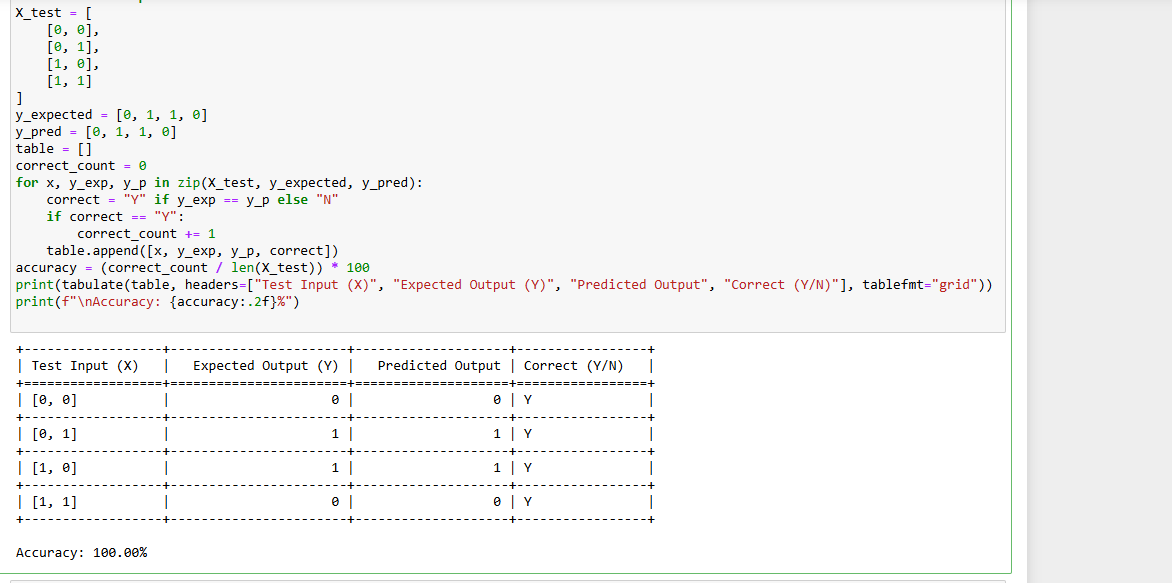 X_test = [
    [0, 0],
    [0, 1],
    [1, 0],
    [1, 1]
]
y_expected = [0, 1, 1, 0]
y_pred = [0, 1, 1, 0]
table = []
correct_count = 0
for x, y_exp, y_p in zip(X_test, y_expected, y_pred):
    correct = "Y" if y_exp == y_p else "N"
    if correct == "Y":
        correct_count += 1
    table.append([x, y_exp, y_p, correct])
accuracy = (correct_count / len(X_test)) * 100
print(tabulate(table, headers=["Test Input (X)", "Expected Output (Y)", "Predicted Output", "Correct (Y/N)"], tablefmt="grid"))
print(f"\nAccuracy: {accuracy:.2f}%")
+------------------+-----------------------+--------------------+-----------------+
| Test Input (X)   |   Expected Output (Y) |   Predicted Output | Correct (Y/N)   |
+==================+=======================+====================+=================+
| [0, 0]           |                     0 |                  0 | Y               |
+------------------+-----------------------+--------------------+-----------------+
| [0, 1]           |                     1 |                  1 | Y               |
+------------------+-----------------------+--------------------+-----------------+
| [1, 0]           |                     1 |                  1 | Y               |
+------------------+-----------------------+--------------------+-----------------+
| [1, 1]           |                     0 |                  0 | Y               |
+------------------+-----------------------+--------------------+-----------------+
Accuracy: 100.00%